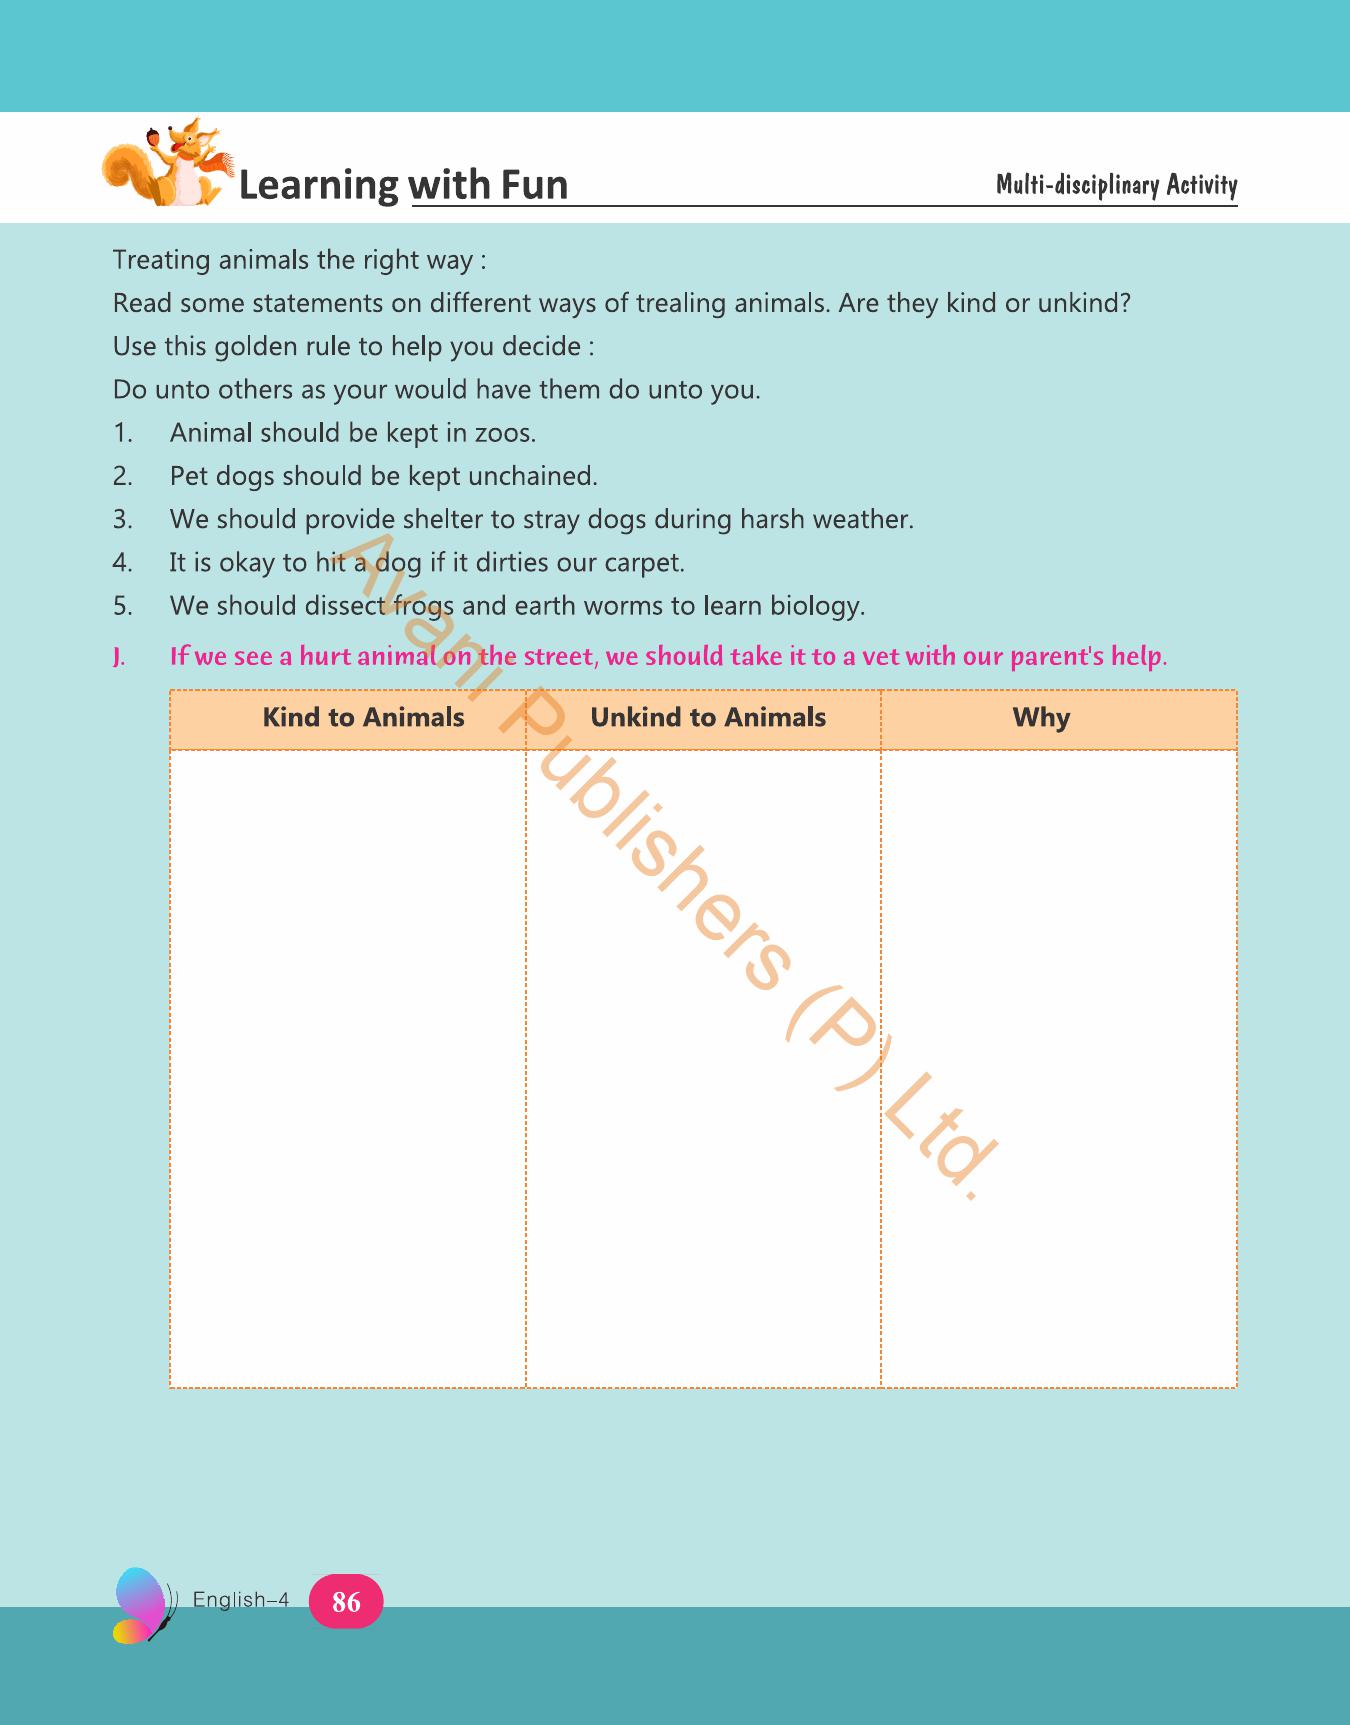 Learning with Fun
Multi-disciplinary Activity
Treating animals the right way :
Read some statements on different ways of trealing animals. Are they kind or unkind?
Use this golden rule to help you decide :
Do unto others as your would have them do unto you.
1. Animal should be kept in zoos.
2. Pet dogs should be kept unchained.
3. We should provide shelter to stray dogs during harsh weather.
4. It is okay to hit a dog if it dirties our carpet.
5. We should dissect frogs and earth worms to learn biology.
J. If we see a hurt animal on the street, we should take it to a vet with our parent's help.
Kind to Animals
Unkind to Animals
Why
Avani Publishers (P) Ltd.
English–4
86